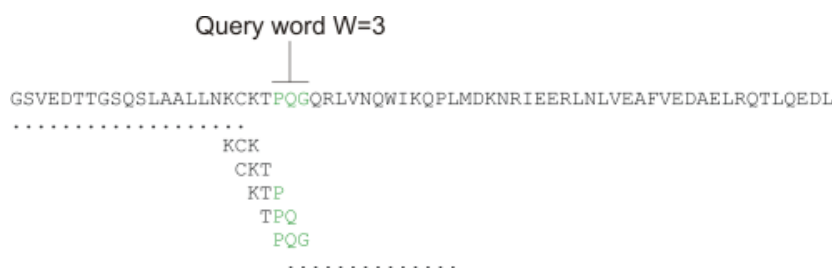 Query word W=3
GSVEDTTGSQSLAALLNKCKTPQGQRLVNQWIKQPLMDKNRIEERLNLVEAFVEDAELRQTLQEDL
...................
KCK
CKT
KTP
TPQ
PQG
..............